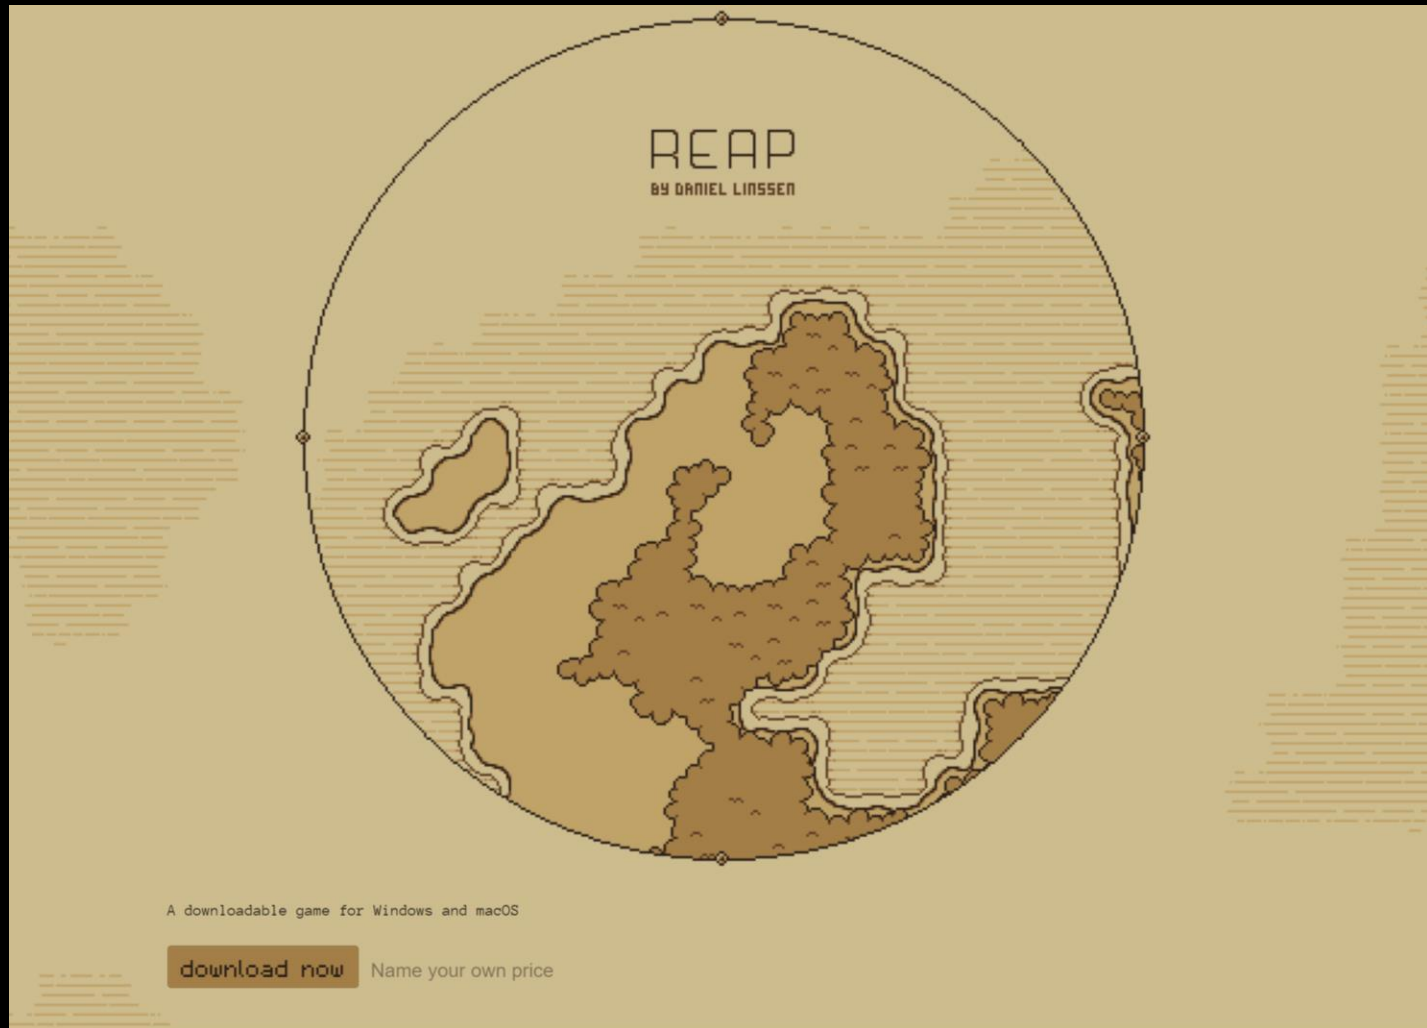 REAP
BY DANIEL LINSSEN
A downloadable game for Windows and macOS
download now Name your own price